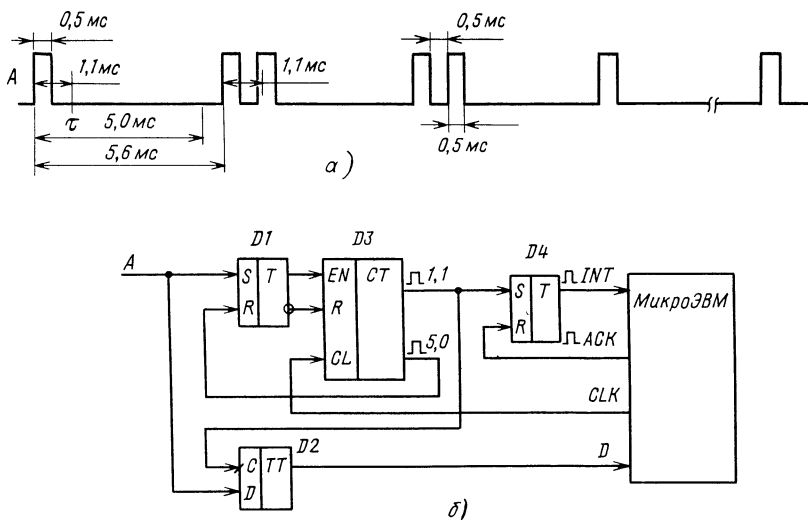 0,5 мс
0,5 мс
A
1,1 мс
1,1 мс
τ
5,0 мс
0,5 мс
5,6 мс
а)
D1
D3
D4
A
S T
R
EN CT
R
CL
1,1
5,0
S T
R
INT
ACK
CLK
D
МикроЭВМ
D2
C TT
D
б)